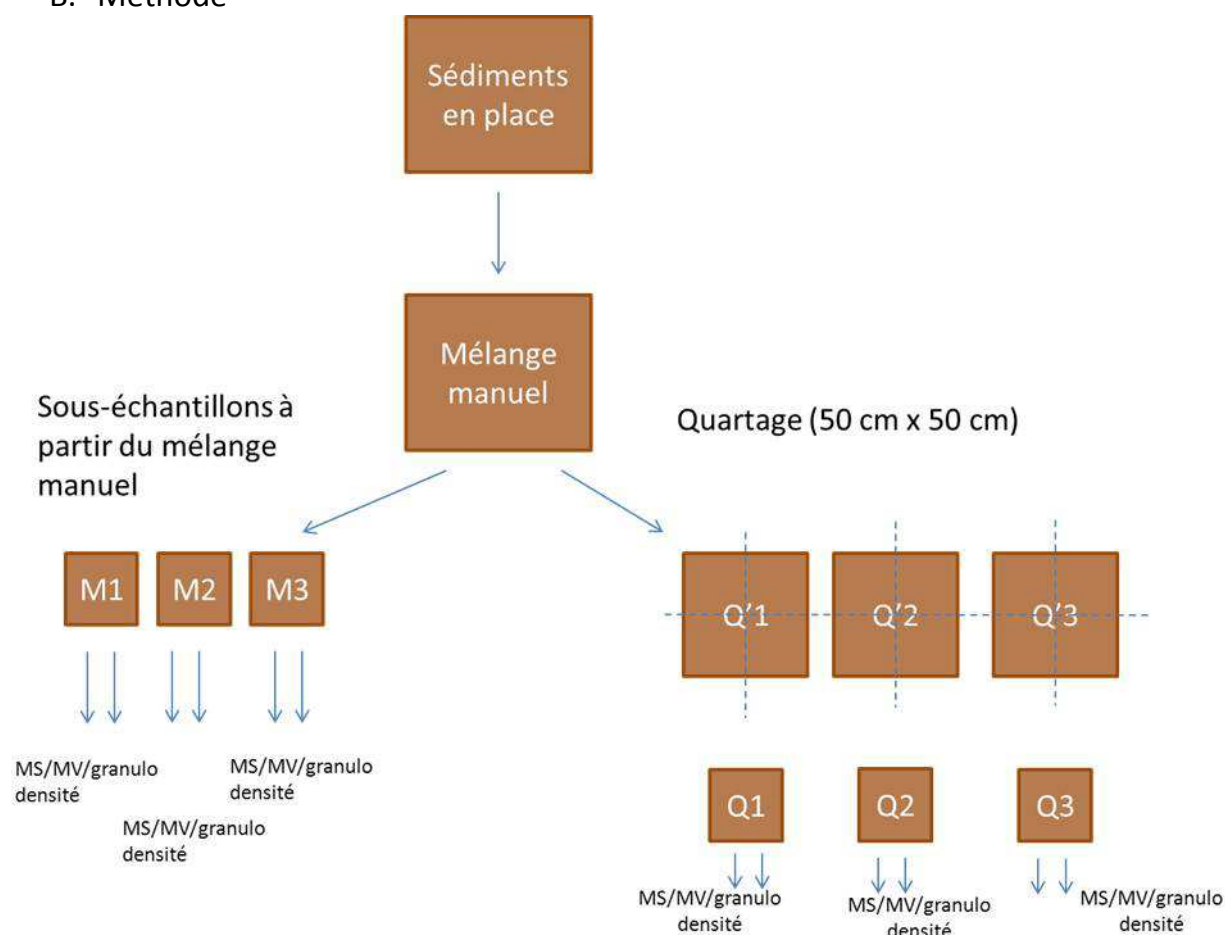 B. Méthode
Sédiments
en place
Mélange
manuel
Sous-échantillons à
partir du mélange
manuel
Quartage (50 cm x 50 cm)
M1
M2
M3
Q'1
Q'2
Q'3
MS/MV/granulo
densité
MS/MV/granulo
densité
MS/MV/granulo
densité
Q1
Q2
Q3
MS/MV/granulo
densité
MS/MV/granulo
densité
MS/MV/granulo
densité